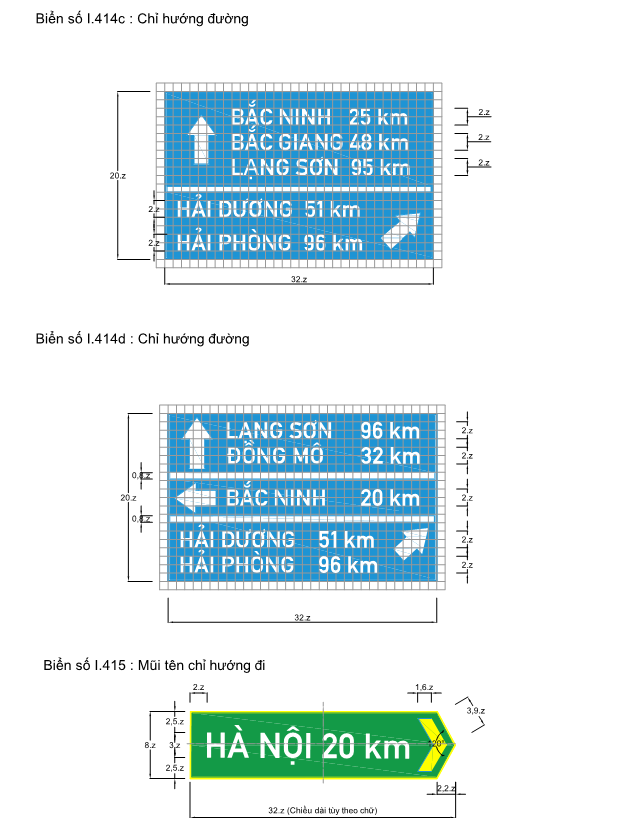 Biển số I.414c : Chỉ hướng đường
BẮC NINH 25 km
2.z
BẮC GIANG 48 km
2.z
LẠNG SƠN 95 km
2.z
20.z
HẢI DƯƠNG 51 km
2.z
HẢI PHÒNG 96 km
2.z
32.z
Biển số I.414d : Chỉ hướng đường
LẠNG SƠN 96 km
2.z
ĐỒNG MÔ 32 km
2.z
0,8.z
BẮC NINH 20 km
2.z
20.z
0,8.z
HẢI DƯƠNG 51 km
2.z
HẢI PHÒNG 96 km
2.z
32.z
Biển số I.415 : Mũi tên chỉ hướng đi
2.z
1,6.z
3,9.z
2,5.z
8.z
3.z
HÀ NỘI 20 km
2,5.z
2,2.z
32.z (Chiều dài tùy theo chữ)